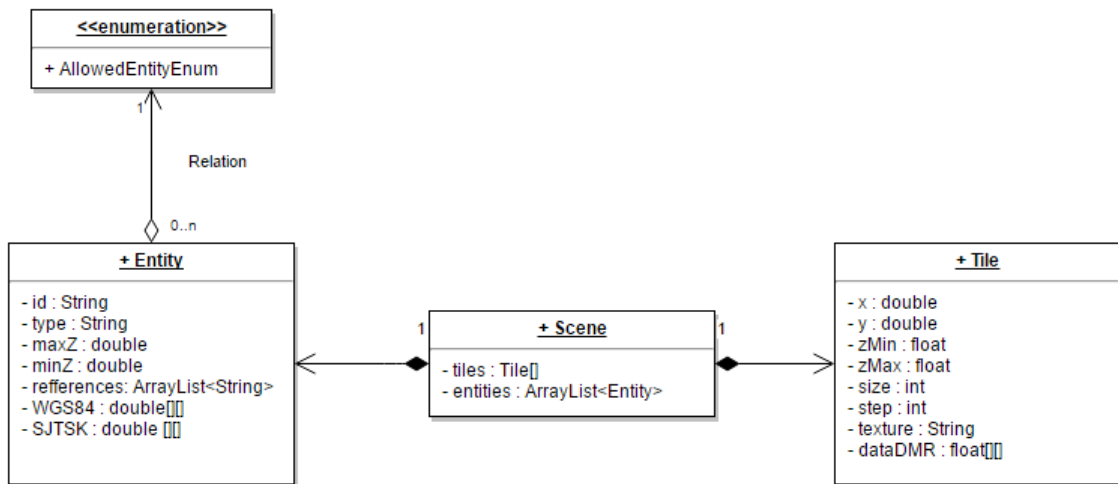 <<enumeration>>
+ AllowedEntityEnum
1
Relation
0..n
+ Entity
- id : String
- type : String
- maxZ : double
- minZ : double
- refferences: ArrayList<String>
- WGS84 : double[][]
- SJTSK : double [][]
1
+ Scene
- tiles : Tile[]
- entities : ArrayList<Entity>
1
+ Tile
- x : double
- y : double
- zMin : float
- zMax : float
- size : int
- step : int
- texture : String
- dataDMR : float[][]